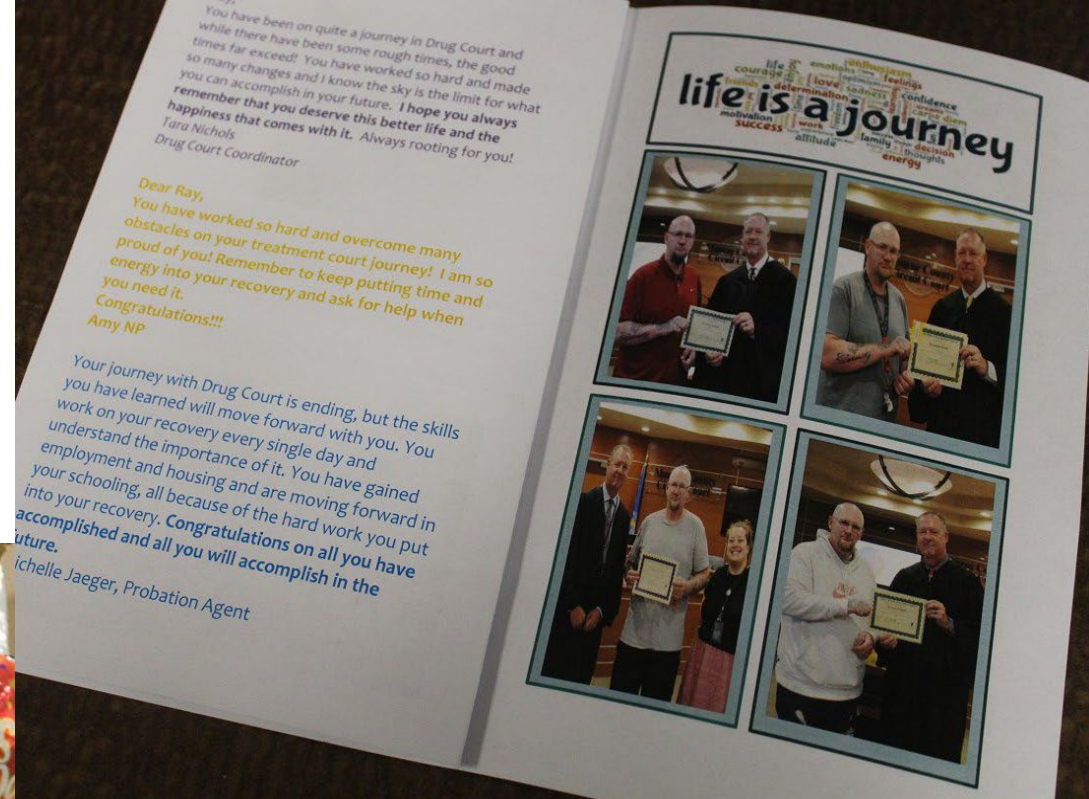 You have been on quite a journey in Drug Court and
while there have been some rough times, the good
times far exceed! You have worked so hard and made
so many changes and I know the sky is the limit for what
you can accomplish in your future. I hope you always
remember that you deserve this better life and the
happiness that comes with it. Always rooting for you!
Tara Nichols
Drug Court Coordinator
Dear Ray,
You have worked so hard and overcome many
obstacles on your treatment court journey! I am so
proud of you! Remember to keep putting time and
energy into your recovery and ask for help when
you need it.
Congratulations!!!
Amy NP
Your journey with Drug Court is ending, but the skills
you have learned will move forward with you. You
work on your recovery every single day and
understand the importance of it. You have gained
employment and housing and are moving forward in
your schooling, all because of the hard work you put
into your recovery. Congratulations on all you have
accomplished and all you will accomplish in the
future.
ichelle Jaeger, Probation Agent
life
emotions
enthusiasm
courage
enjoy
optimism
feelings
friends
love
sadness
determination
confidence
carpe diem
life is a journey
motivation
success
work
attitude
family
decision
thoughts
energy